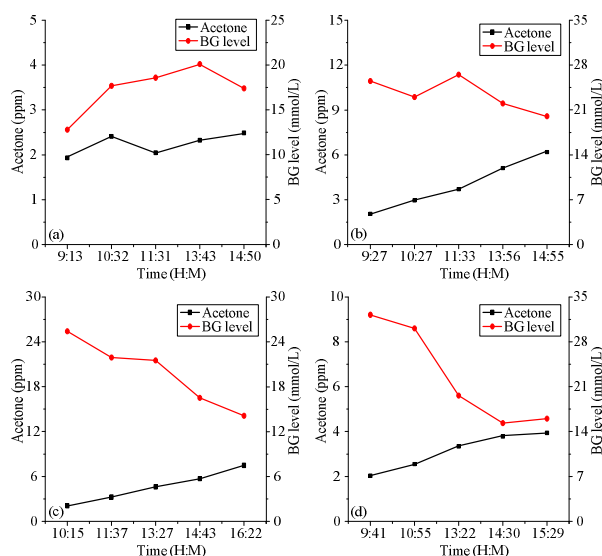 Acetone
BG level
Acetone (ppm)
5
4
3
2
1
0
BG level (mmol/L)
25
20
15
10
5
0
(a)
9:13 10:32 11:31 13:43 14:50
Time (H:M)
Acetone
BG level
Acetone (ppm)
15
12
9
6
3
0
BG level (mmol/L)
35
28
21
14
7
0
(b)
9:27 10:27 11:33 13:56 14:55
Time (H:M)
Acetone
BG level
Acetone (ppm)
30
24
18
12
6
0
BG level (mmol/L)
30
24
18
12
6
0
(c)
10:15 11:37 13:27 14:43 16:22
Time (H:M)
Acetone
BG level
Acetone (ppm)
10
8
6
4
2
0
BG level (mmol/L)
35
28
21
14
7
0
(d)
9:41 10:55 13:22 14:30 15:29
Time (H:M)